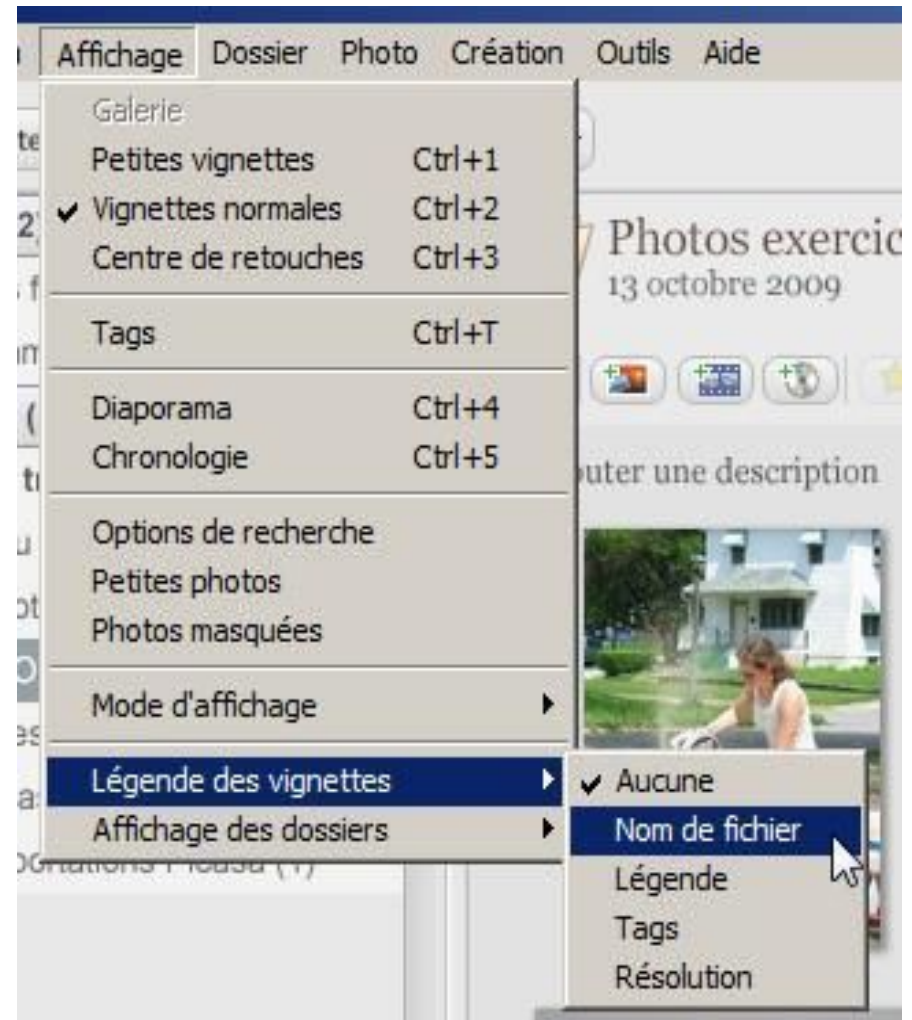 Affichage Dossier Photo Création Outils Aide
Galerie
Petites vignettes Ctrl+1
Vignettes normales Ctrl+2
Centre de retouches Ctrl+3
Tags Ctrl+T
Diaporama Ctrl+4
Chronologie Ctrl+5
Options de recherche
Petites photos
Photos masquées
Mode d'affichage
Légende des vignettes
Affichage des dossiers
Aucune
Nom de fichier
Légende
Tags
Résolution
Photos exercic
13 octobre 2009
outer une description